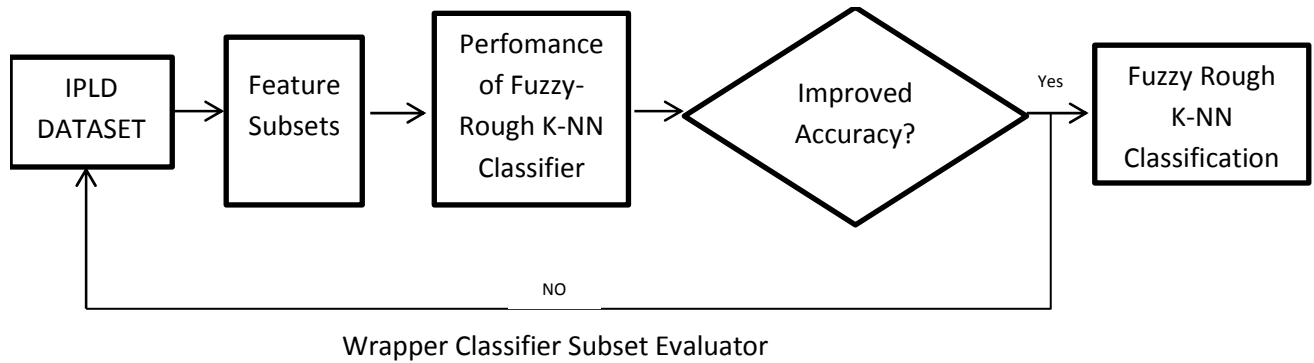 IPLD
DATASET
Feature
Subsets
Perfomance
of Fuzzy-
Rough K-NN
Classifier
Improved
Accuracy?
Yes
Fuzzy Rough
K-NN
Classification
NO
Wrapper Classifier Subset Evaluator